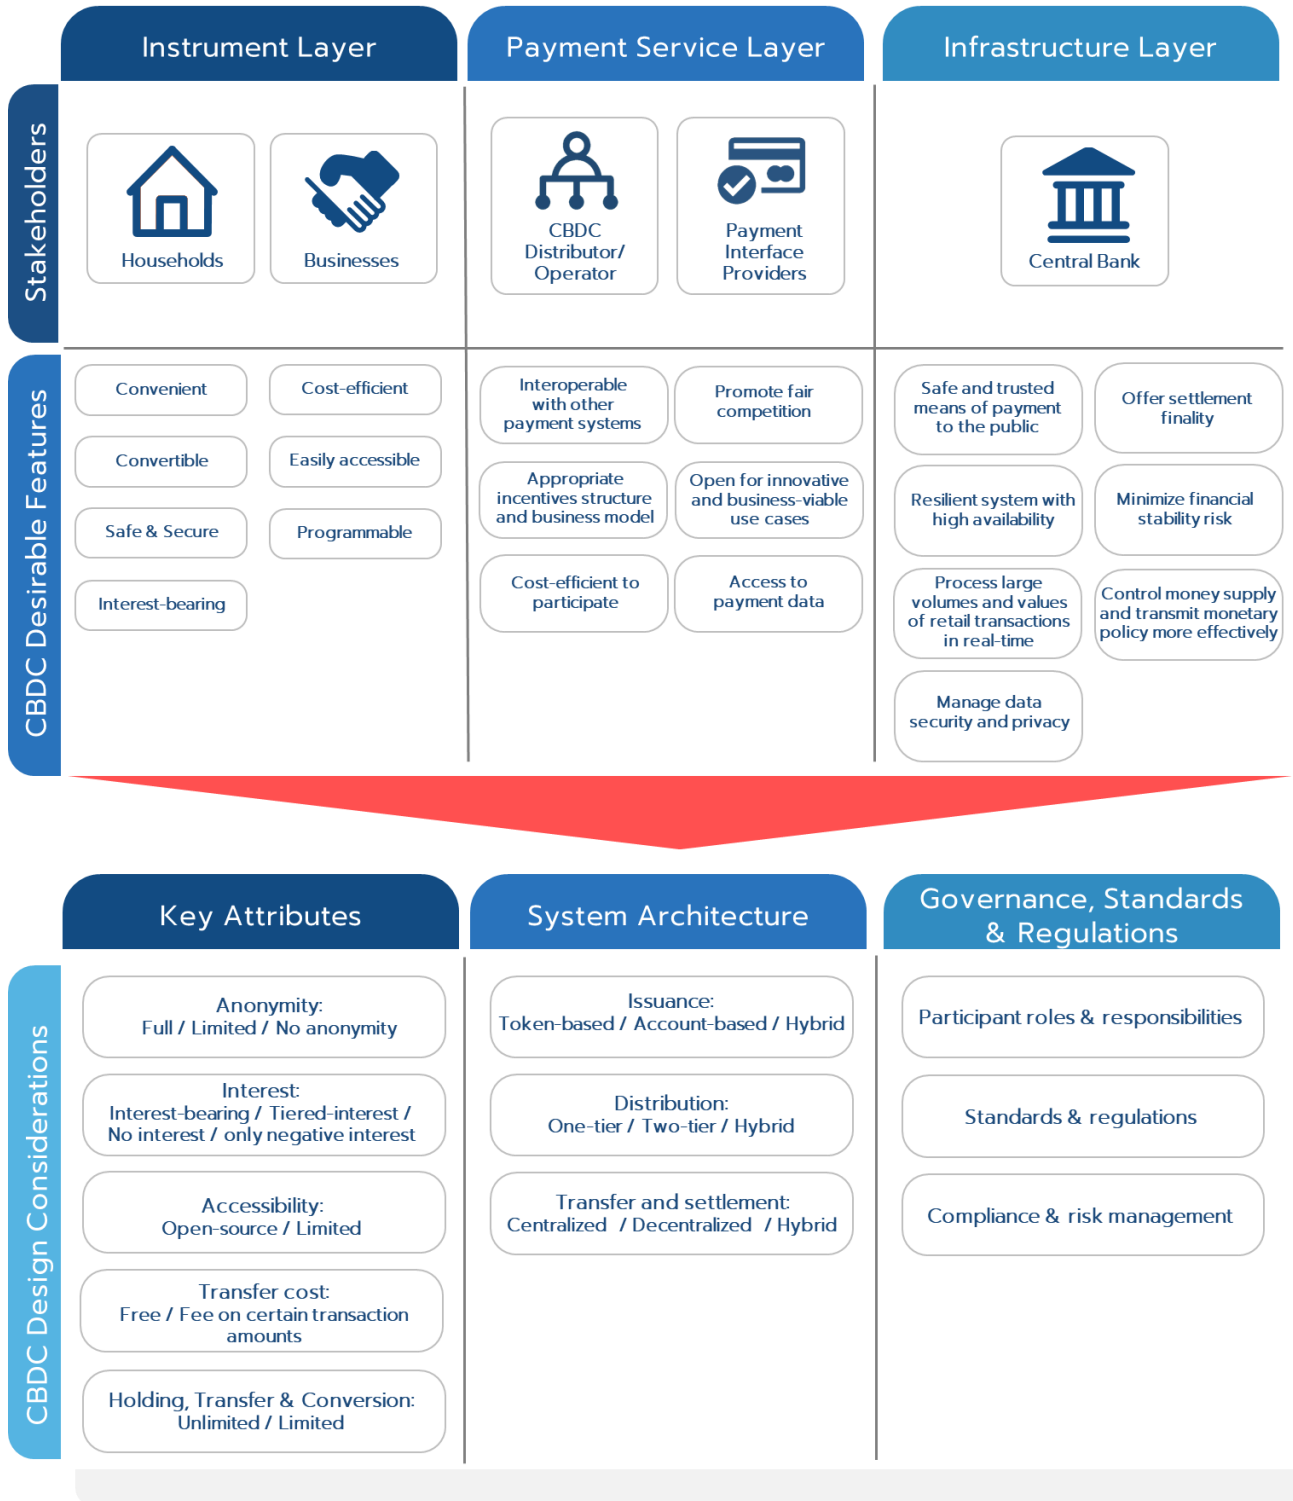 Instrument Layer
Payment Service Layer
Infrastructure Layer
Stakeholders
Households
Businesses
CBDC
Distributor/
Operator
Payment
Interface
Providers
Central Bank
CBDC Desirable Features
Convenient
Cost-efficient
Convertible
Easily accessible
Safe & Secure
Programmable
Interest-bearing
Interoperable
with other
payment systems
Promote fair
competition
Appropriate
incentives structure
and business model
Open for innovative
and business-viable
use cases
Cost-efficient to
participate
Access to
payment data
Safe and trusted
means of payment
to the public
Offer settlement
finality
Resilient system with
high availability
Minimize financial
stability risk
Process large
volumes and values
of retail transactions
in real-time
Control money supply
and transmit monetary
policy more effectively
Manage data
security and privacy
Key Attributes
System Architecture
Governance, Standards
& Regulations
CBDC Design Considerations
Anonymity:
Full / Limited / No anonymity
Interest:
Interest-bearing / Tiered-interest /
No interest / only negative interest
Accessibility:
Open-source / Limited
Transfer cost:
Free / Fee on certain transaction
amounts
Holding, Transfer & Conversion:
Unlimited / Limited
Issuance:
Token-based / Account-based / Hybrid
Distribution:
One-tier / Two-tier / Hybrid
Transfer and settlement:
Centralized / Decentralized / Hybrid
Participant roles & responsibilities
Standards & regulations
Compliance & risk management